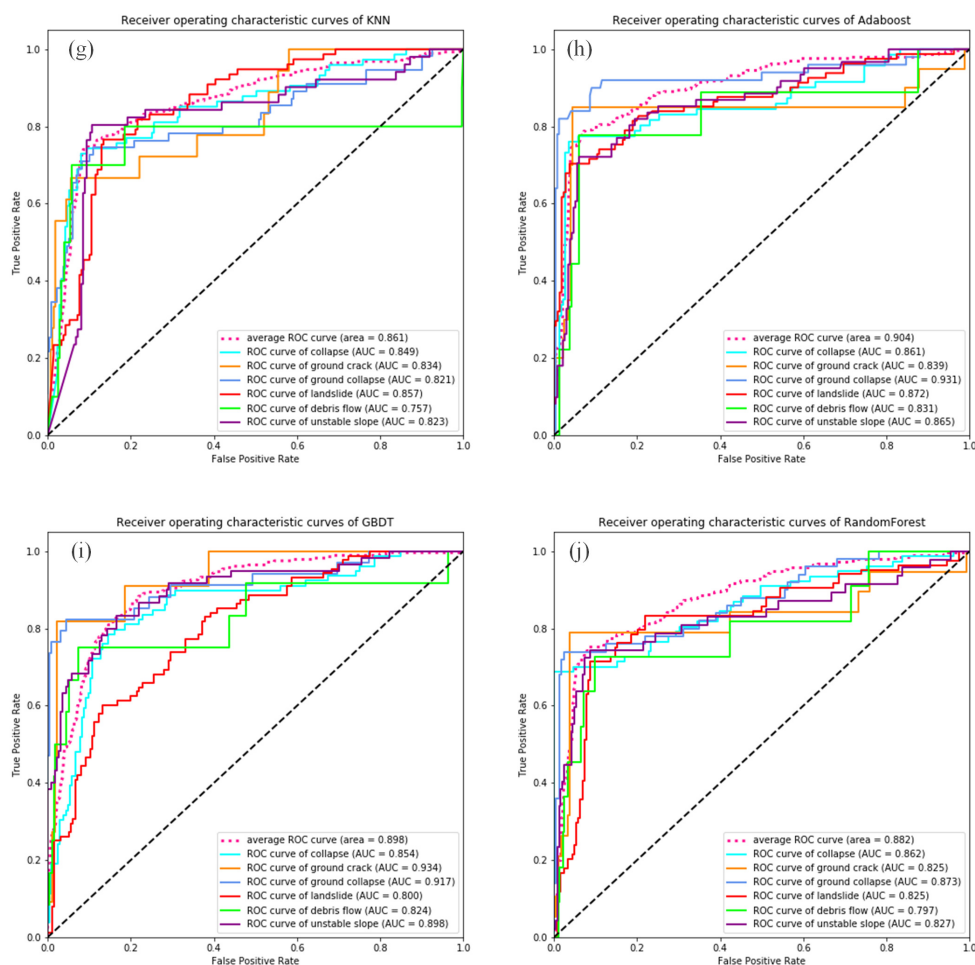 Receiver operating characteristic curves of KNN
(g)
1.0
0.8
0.6
0.4
0.2
0.0
True Positive Rate
average ROC curve (area = 0.861)
ROC curve of collapse (AUC = 0.849)
ROC curve of ground crack (AUC = 0.834)
ROC curve of ground collapse (AUC = 0.821)
ROC curve of landslide (AUC = 0.857)
ROC curve of debris flow (AUC = 0.757)
ROC curve of unstable slope (AUC = 0.823)
0.0 0.2 0.4 0.6 0.8 1.0
False Positive Rate
Receiver operating characteristic curves of Adaboost
(h)
1.0
0.8
0.6
0.4
0.2
0.0
True Positive Rate
average ROC curve (area = 0.904)
ROC curve of collapse (AUC = 0.861)
ROC curve of ground crack (AUC = 0.839)
ROC curve of ground collapse (AUC = 0.931)
ROC curve of landslide (AUC = 0.872)
ROC curve of debris flow (AUC = 0.831)
ROC curve of unstable slope (AUC = 0.865)
0.0 0.2 0.4 0.6 0.8 1.0
False Positive Rate
Receiver operating characteristic curves of GBDT
(i)
1.0
0.8
0.6
0.4
0.2
0.0
True Positive Rate
average ROC curve (area = 0.898)
ROC curve of collapse (AUC = 0.854)
ROC curve of ground crack (AUC = 0.934)
ROC curve of ground collapse (AUC = 0.917)
ROC curve of landslide (AUC = 0.800)
ROC curve of debris flow (AUC = 0.824)
ROC curve of unstable slope (AUC = 0.898)
0.0 0.2 0.4 0.6 0.8 1.0
False Positive Rate
Receiver operating characteristic curves of RandomForest
(j)
1.0
0.8
0.6
0.4
0.2
0.0
True Positive Rate
average ROC curve (area = 0.882)
ROC curve of collapse (AUC = 0.862)
ROC curve of ground crack (AUC = 0.825)
ROC curve of ground collapse (AUC = 0.873)
ROC curve of landslide (AUC = 0.825)
ROC curve of debris flow (AUC = 0.797)
ROC curve of unstable slope (AUC = 0.827)
0.0 0.2 0.4 0.6 0.8 1.0
False Positive Rate